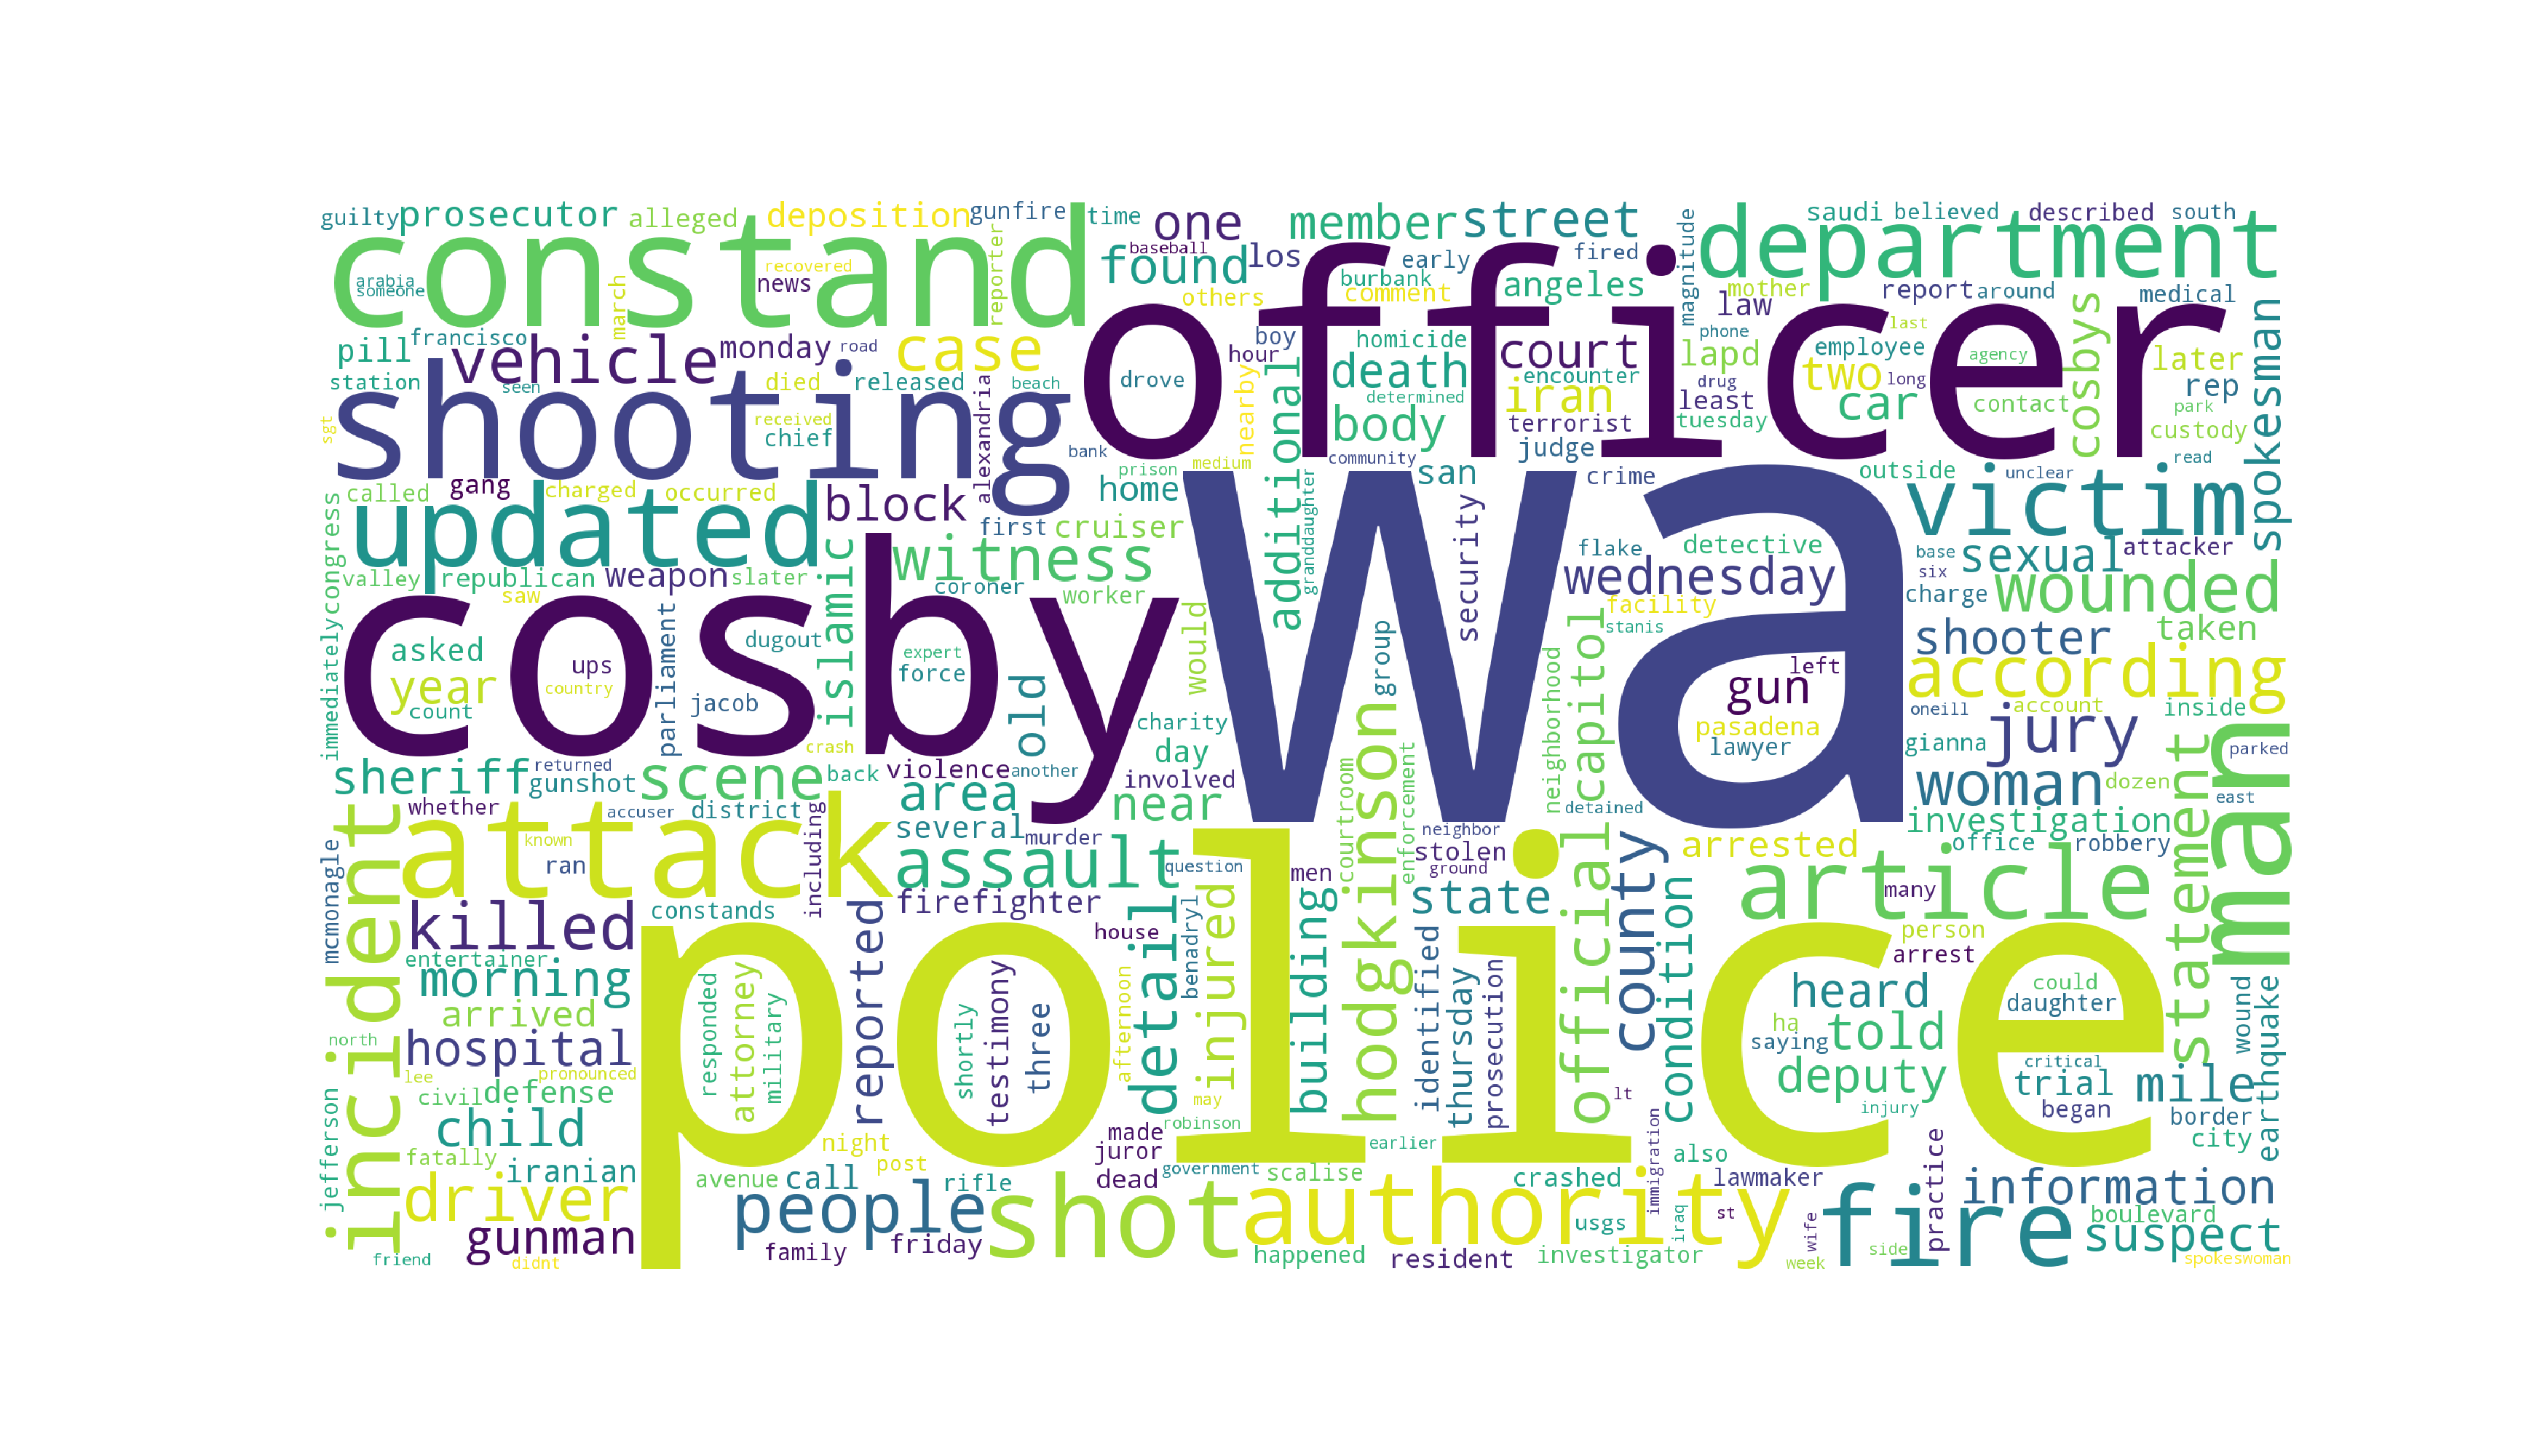 guilty prosecutor alleged deposition gunfire time one member street saudi believed described south
constand reporter baseball found los early fired magnitude department
arabia someone recovered news march others burbank comment angeles mother report around medical
officer
francisco pill vehicle monday road case boy hour homicide court law phone last cosbys later spokesman
station seen died released alexandria beach drove nearby additional death encounter lapd employee agency two long rep
shooting received chief determined iran drug least car contact park
sgt bank body terrorist tuesday custody
prison medium community judge outside unclear read
called gang charged occurred block home san crime victim
updated first cruiser granddaughter security
immediately congress islamic witness flake detective base sexual attacker
valley republican weapon slater coroner worker wednesday six wounded
saw parliament would facility charge
cosby wa
asked ups dugout expert old group stanis shooter taken
year country jacob force neighborhood capitol gun left according
count charity pasadena oneill account inside
crash day lawyer gianna jury man
sheriff returned gunshot scene back violence another involved courtroom enforcement detained woman dozen parked
whether accuser district area near hodgkinson statement east
incident attack including several murder neighbor official county investigation
mcmonagle known ran assault question stolen arrested office robbery
men ground
killed constands firefighter detail injured building state condition article many
entertainer house person arrest
morning reported benadryl identified heard could wound earthquake
police
arrived responded attorney military shortly testimony three afternoon thursday prosecution ha daughter
north hospital saying told
lee pronounced critical
jefferson civil defense may lt deputy trial mile
child robinson injury began border
night made earlier immigration also practice city
fatally iranian post juror government
driver avenue call rifle dead scalise crashed lawmaker information
gunman people shot authority usgs iraq st wife fire boulevard
friend didnt family friday happened resident investigator week side suspect spokeswoman